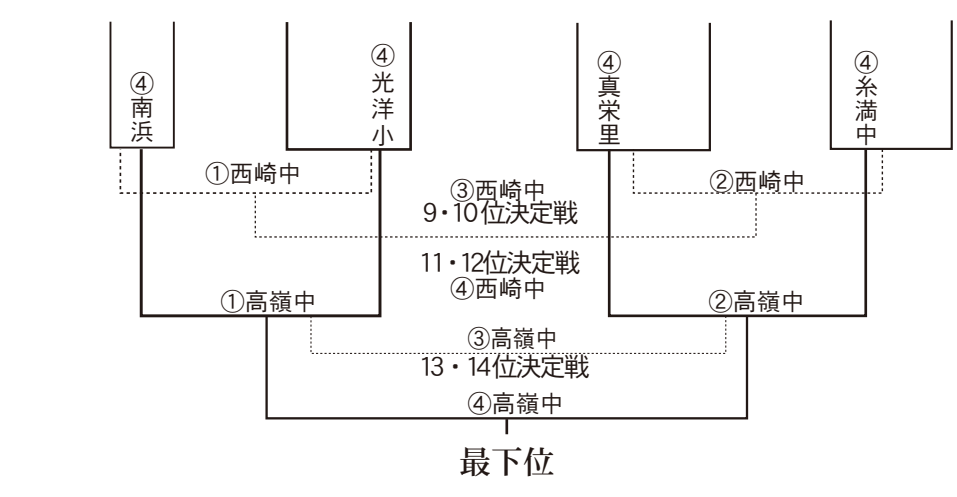 ④南浜
④光洋小
④真栄里
④糸満中
①西崎中
②西崎中
③西崎中
9・10位決定戦
11・12位決定戦
④西崎中
①高嶺中
②高嶺中
③高嶺中
13・14位決定戦
④高嶺中
最下位